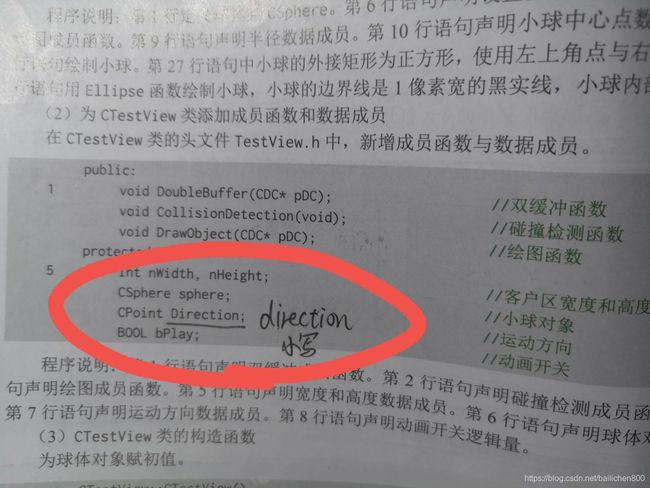 程序说明：第1行定义球体类CSphere。第6行语句声明
成员函数。第9行语句声明半径数据成员。第10行语句声明小球中心点数
行语句绘制小球。第27行语句中小球的外接矩形为正方形，使用左上角点与右
行语句用Ellipse函数绘制小球，小球的边界线是1像素宽的黑实线，小球内部
（2）为CTestView类添加成员函数和数据成员
在CTestView类的头文件TestView.h中，新增成员函数与数据成员。
public:
1 void DoubleBuffer(CDC* pDC); //双缓冲函数
void CollisionDetection(void); //碰撞检测函数
void DrawObject(CDC* pDC); //绘图函数
protected
5 int nWidth, nHeight; //客户区宽度和高度
CSphere sphere; //小球对象
CPoint Direction; direction //运动方向
小写
BOOL bPlay; //动画开关
程序说明：第1行语句声明双缓冲成员函数。第2行语句声明碰撞检测成员函
句声明绘图成员函数。第5行语句声明宽度和高度数据成员。第6行语句声明球体对
第7行语句声明运动方向数据成员。第8行语句声明动画开关逻辑量。
（3）CTestView类的构造函数
为球体对象赋初值。
CTestView::CTestView()
https://blog.csdn.net/bailichen800